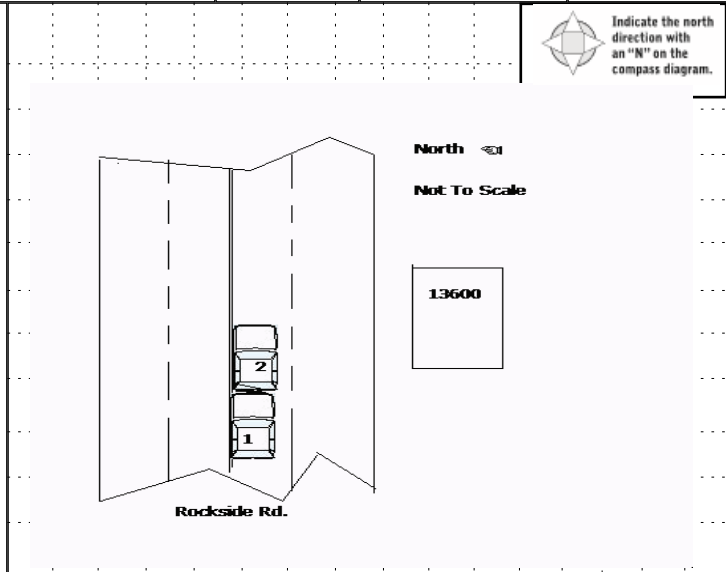 Indicate the north
direction with
an “N” on the
compass diagram.
North ☜
Not To Scale
13600
2
1
Rockside Rd.